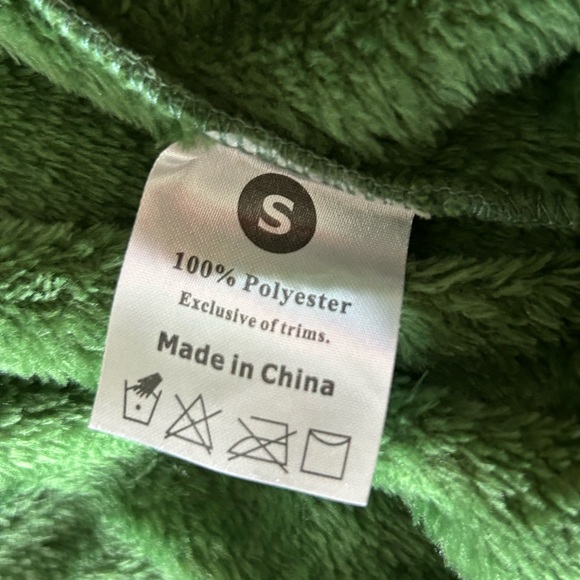 S
100% Polyester
Exclusive of trims.
Made in China